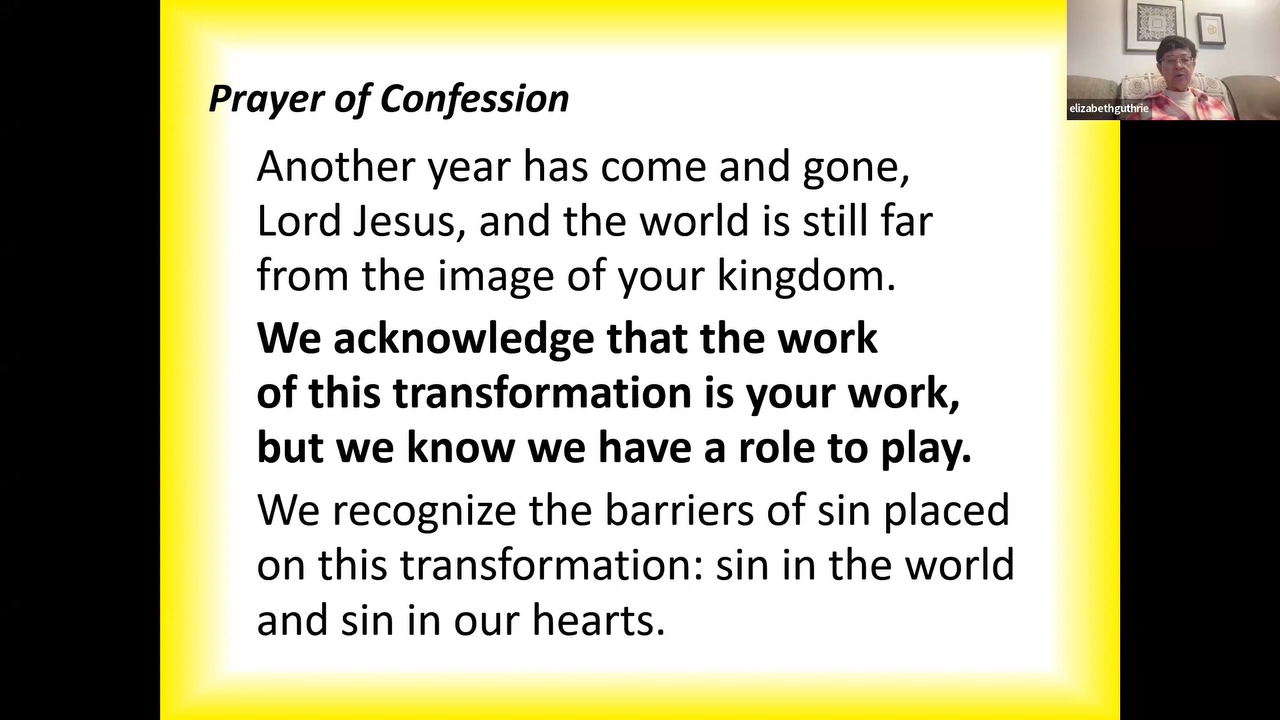 Prayer of Confession
Another year has come and gone,
Lord Jesus, and the world is still far
from the image of your kingdom.
We acknowledge that the work
of this transformation is your work,
but we know we have a role to play.
We recognize the barriers of sin placed
on this transformation: sin in the world
and sin in our hearts.
elizabethguthrie